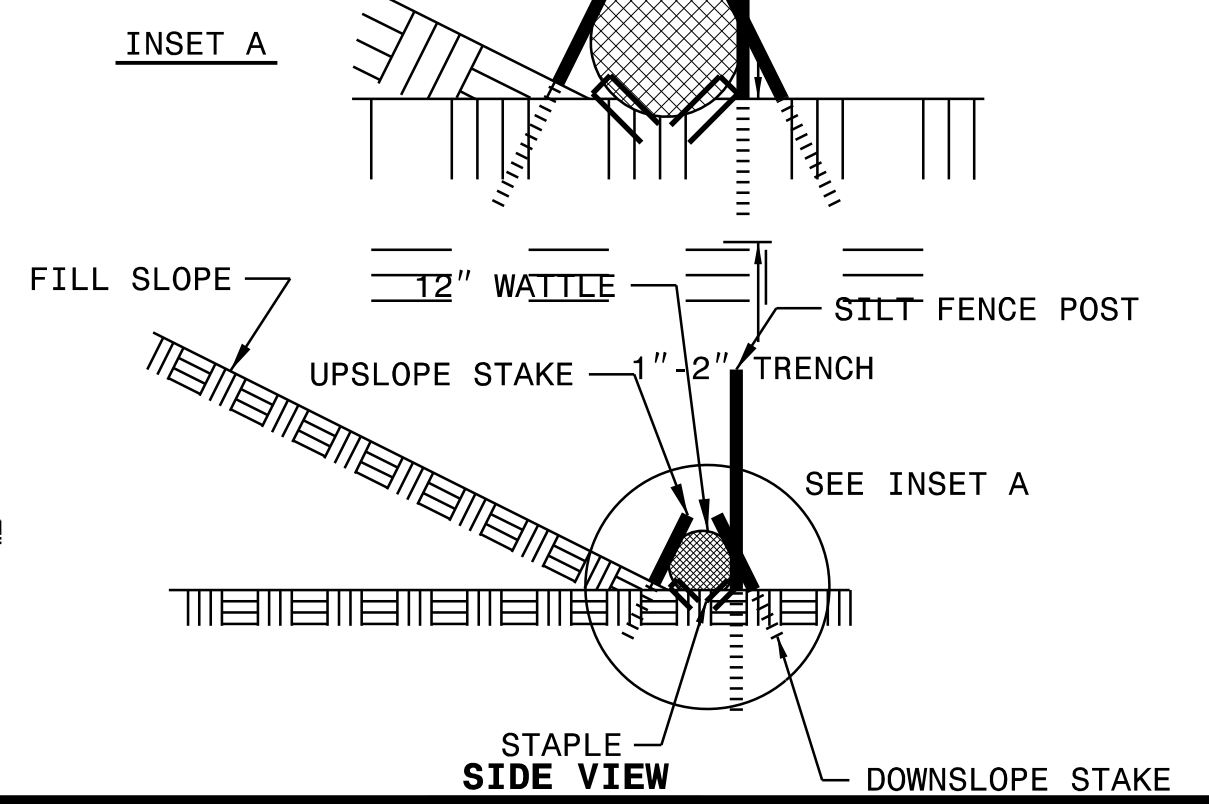 INSET A
FILL SLOPE
12" WATTLE
SILT FENCE POST
UPSLOPE STAKE
1"-2" TRENCH
SEE INSET A
STAPLE
SIDE VIEW
DOWNSLOPE STAKE